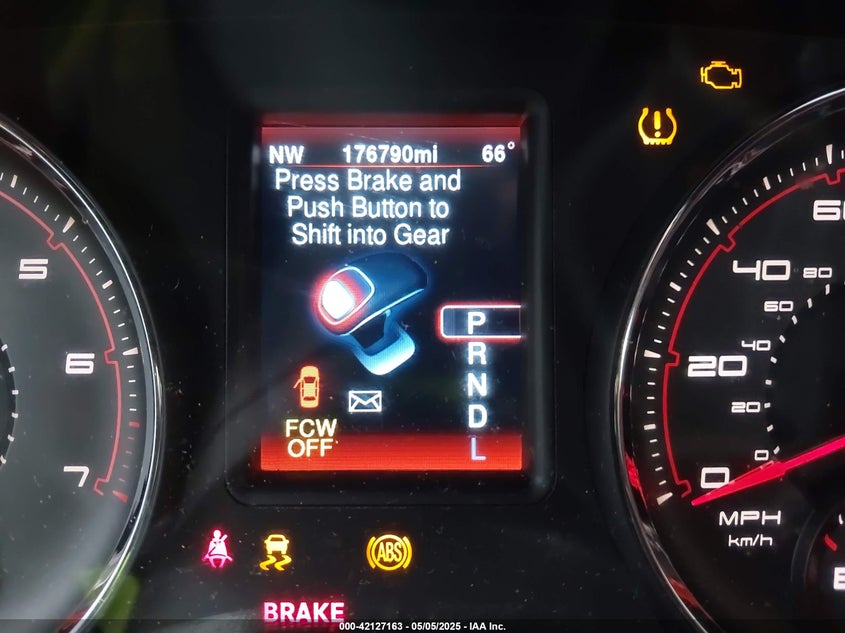 NW 176790mi 66°
Press Brake and
Push Button to
Shift into Gear
P
R
N
D
L
FCW
OFF
5
6
7
60
40 80
60
20 40
20
0 0
MPH
km/h
ABS
BRAKE
E
000-42127163 - 05/05/2025 - IAA Inc.